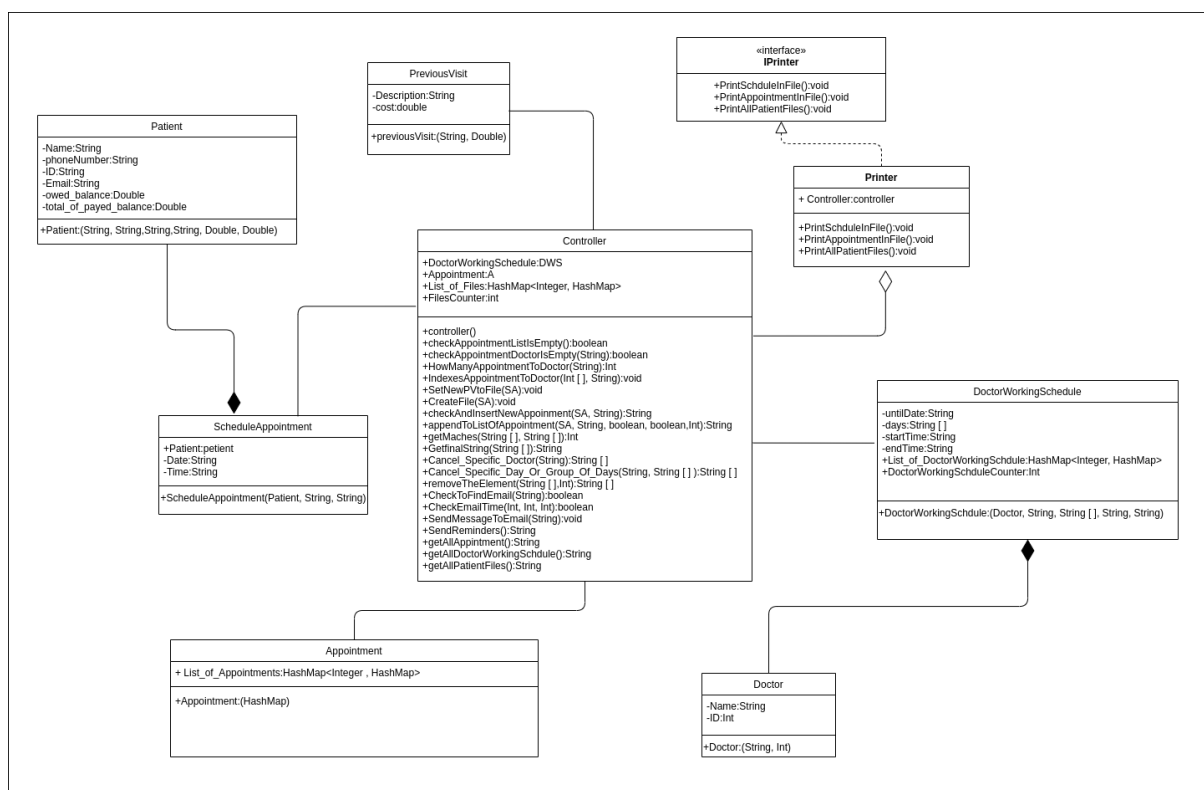 «interface»
IPrinter
+PrintSchduleInFile():void
+PrintAppointmentInFile():void
+PrintAllPatientFiles():void
PreviousVisit
-Description:String
-cost:double
+previousVisit:(String, Double)
Patient
-Name:String
-phoneNumber:String
-ID:String
-Email:String
-owed_balance:Double
-total_of_payed_balance:Double
+Patient:(String, String,String,String, Double, Double)
Printer
+ Controller:controller
+PrintSchduleInFile():void
+PrintAppointmentInFile():void
+PrintAllPatientFiles():void
Controller
+DoctorWorkingSchedule:DWS
+Appointment:A
+List_of_Files:HashMap<Integer, HashMap>
+FilesCounter:int
+controller()
+checkAppointmentListIsEmpty():boolean
+checkAppointmentDoctorIsEmpty(String):boolean
+HowManyAppointmentToDoctor(String):Int
+IndexesAppointmentToDoctor(Int [ ], String):void
+SetNewPVtoFile(SA):void
+CreateFile(SA):void
+checkAndInsertNewAppoinment(SA, String):String
+appendToListOfAppointment(SA, String, boolean, boolean,Int):String
+getMaches(String [ ], String [ ]):Int
+GetfinalString(String [ ]):String
+Cancel_Specific_Doctor(String):String [ ]
+Cancel_Specific_Day_Or_Group_Of_Days(String, String [ ] ):String [ ]
+removeTheElement(String [ ],Int):String [ ]
+CheckToFindEmail(String):boolean
+CheckEmailTime(Int, Int, Int):boolean
+SendMessageToEmail(String):void
+SendReminders():String
+getAllAppintment():String
+getAllDoctorWorkingSchdule():String
+getAllPatientFiles():String
ScheduleAppointment
+Patient:petient
-Date:String
-Time:String
+ScheduleAppointment(Patient, String, String)
DoctorWorkingSchedule
-untilDate:String
-days:String [ ]
-startTime:String
-endTime:String
+List_of_DoctorWorkingSchdule:HashMap<Integer, HashMap>
+DoctorWorkingSchduleCounter:Int
+DoctorWorkingSchdule:(Doctor, String, String [ ], String, String)
Appointment
+ List_of_Appointments:HashMap<Integer , HashMap>
+Appointment:(HashMap)
Doctor
-Name:String
-ID:Int
+Doctor:(String, Int)